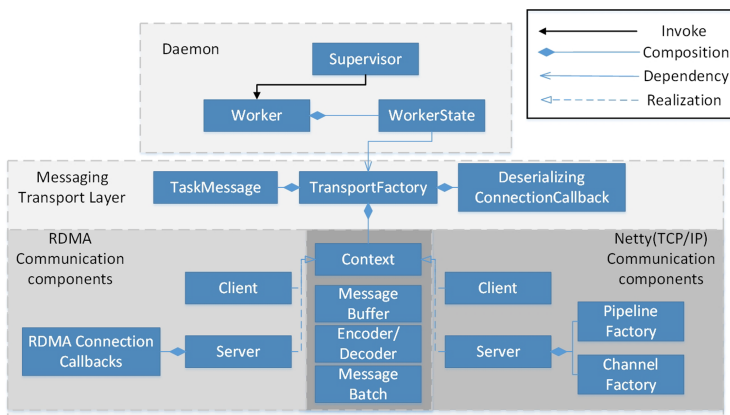 Daemon
Supervisor
Worker
WorkerState
Invoke
Composition
Dependency
Realization
Messaging
Transport Layer
TaskMessage
TransportFactory
Deserializing
ConnectionCallback
RDMA
Communication
components
Netty(TCP/IP)
Communication
components
Context
Client
Client
Message
Buffer
Encoder/
Decoder
Message
Batch
RDMA Connection
Callbacks
Server
Server
Pipeline
Factory
Channel
Factory